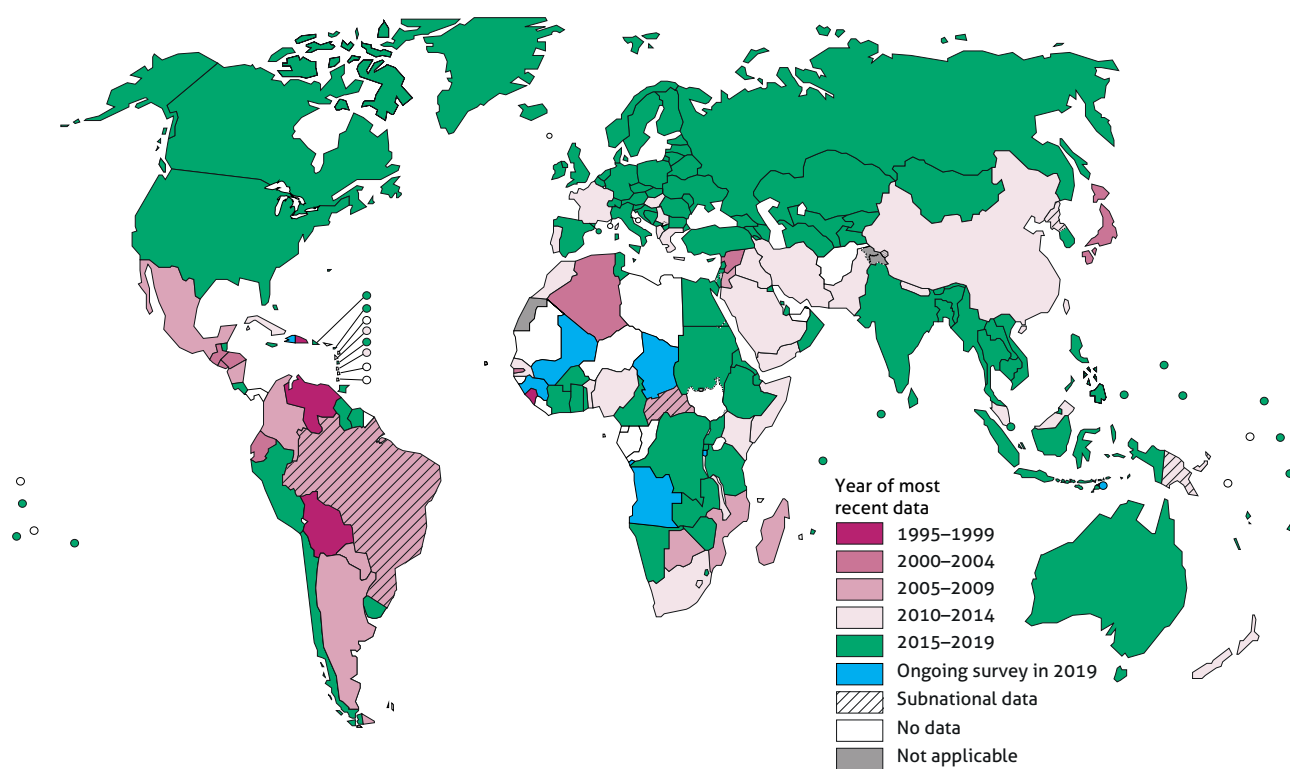 Year of most
recent data
1995–1999
2000–2004
2005–2009
2010–2014
2015–2019
Ongoing survey in 2019
Subnational data
No data
Not applicable